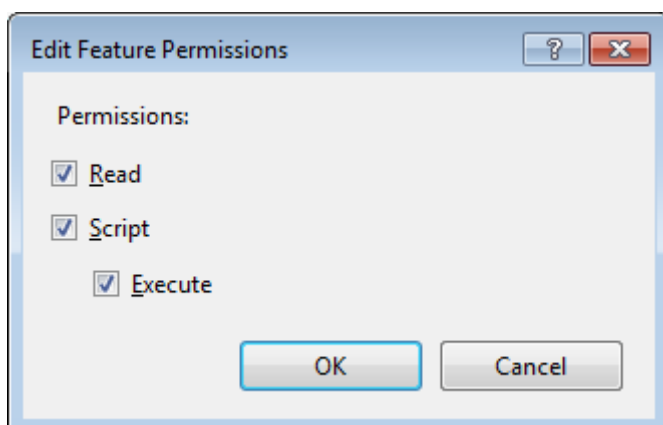 Edit Feature Permissions ?
Permissions:
Read
Script
Execute
OK Cancel